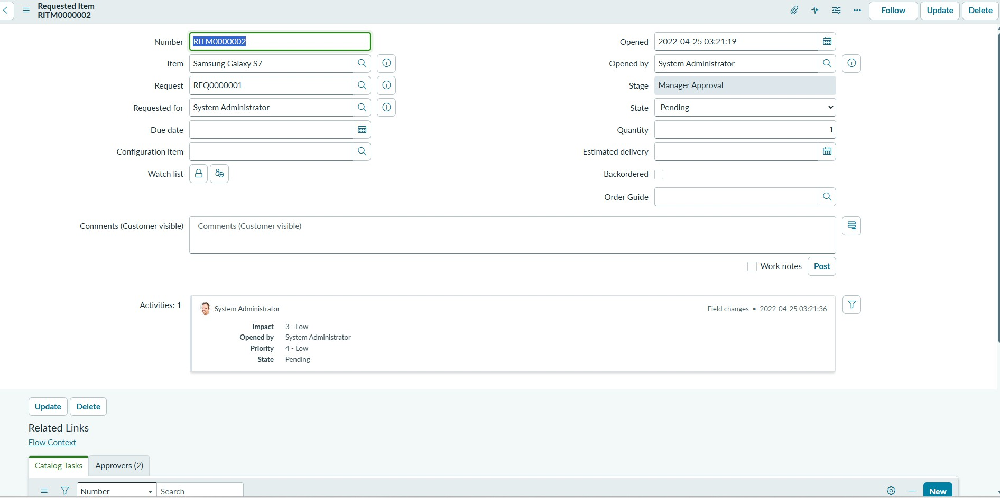 Requested Item
RITM0000002
Follow
Update
Delete
Number RITM0000002
Item Samsung Galaxy S7
Request REQ0000001
Requested for System Administrator
Due date
Configuration item
Watch list
Opened 2022-04-25 03:21:19
Opened by System Administrator
Stage Manager Approval
State Pending
Quantity 1
Estimated delivery
Backordered
Order Guide
Comments (Customer visible) Comments (Customer visible)
Work notes Post
Activities: 1
System Administrator Field changes • 2022-04-25 03:21:36
Impact 3 - Low
Opened by System Administrator
Priority 4 - Low
State Pending
Update Delete
Related Links
Flow Context
Catalog Tasks Approvers (2)
Number Search New